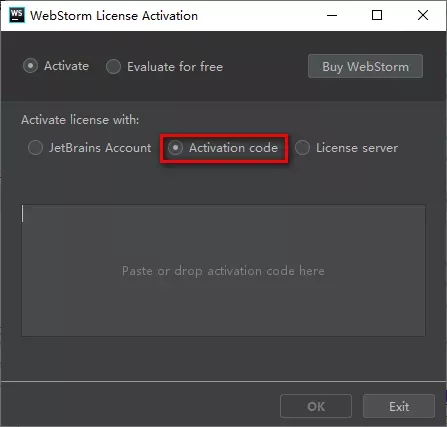 WS WebStorm License Activation
Activate Evaluate for free Buy WebStorm
Activate license with:
JetBrains Account Activation code License server
Paste or drop activation code here
OK Exit